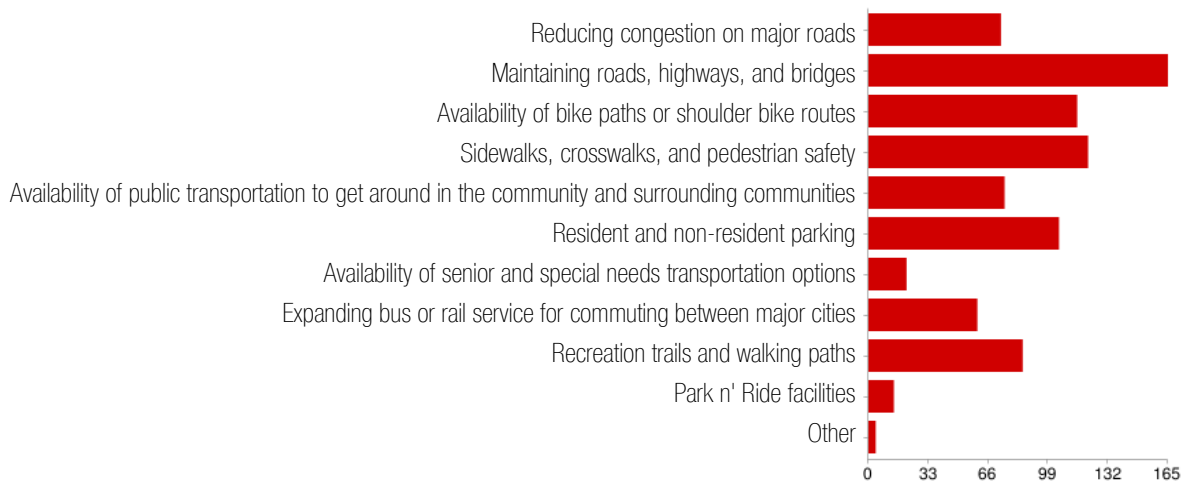 Reducing congestion on major roads
Maintaining roads, highways, and bridges
Availability of bike paths or shoulder bike routes
Sidewalks, crosswalks, and pedestrian safety
Availability of public transportation to get around in the community and surrounding communities
Resident and non-resident parking
Availability of senior and special needs transportation options
Expanding bus or rail service for commuting between major cities
Recreation trails and walking paths
Park n' Ride facilities
Other
0 33 66 99 132 165